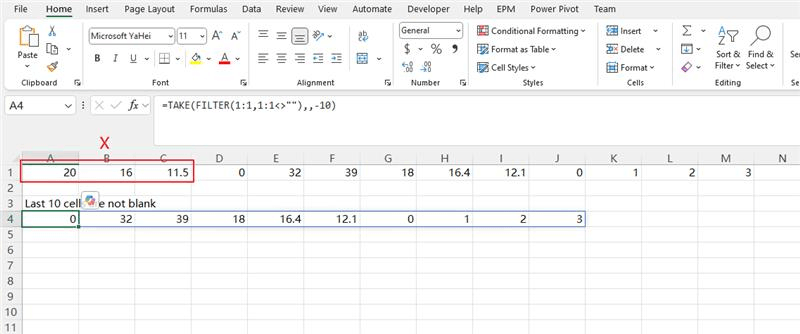 File Home Insert Page Layout Formulas Data Review View Automate Developer Help EPM Power Pivot Team
Paste
Microsoft YaHei 11 A^ A˅
B I U A
ab
General
$ % ,
Conditional Formatting
Format as Table
Cell Styles
Insert
Delete
Format
Sort & Filter
Find & Select
Clipboard Font Alignment Number Styles Cells Editing
A4 fx =TAKE(FILTER(1:1,1:1<>""),,-10)
X
A B C D E F G H I J K L M N
1 20 16 11.5 0 32 39 18 16.4 12.1 0 1 2 3
2
3 Last 10 cell e not blank
4 0 32 39 18 16.4 12.1 0 1 2 3
5
6
7
8
9
10
11